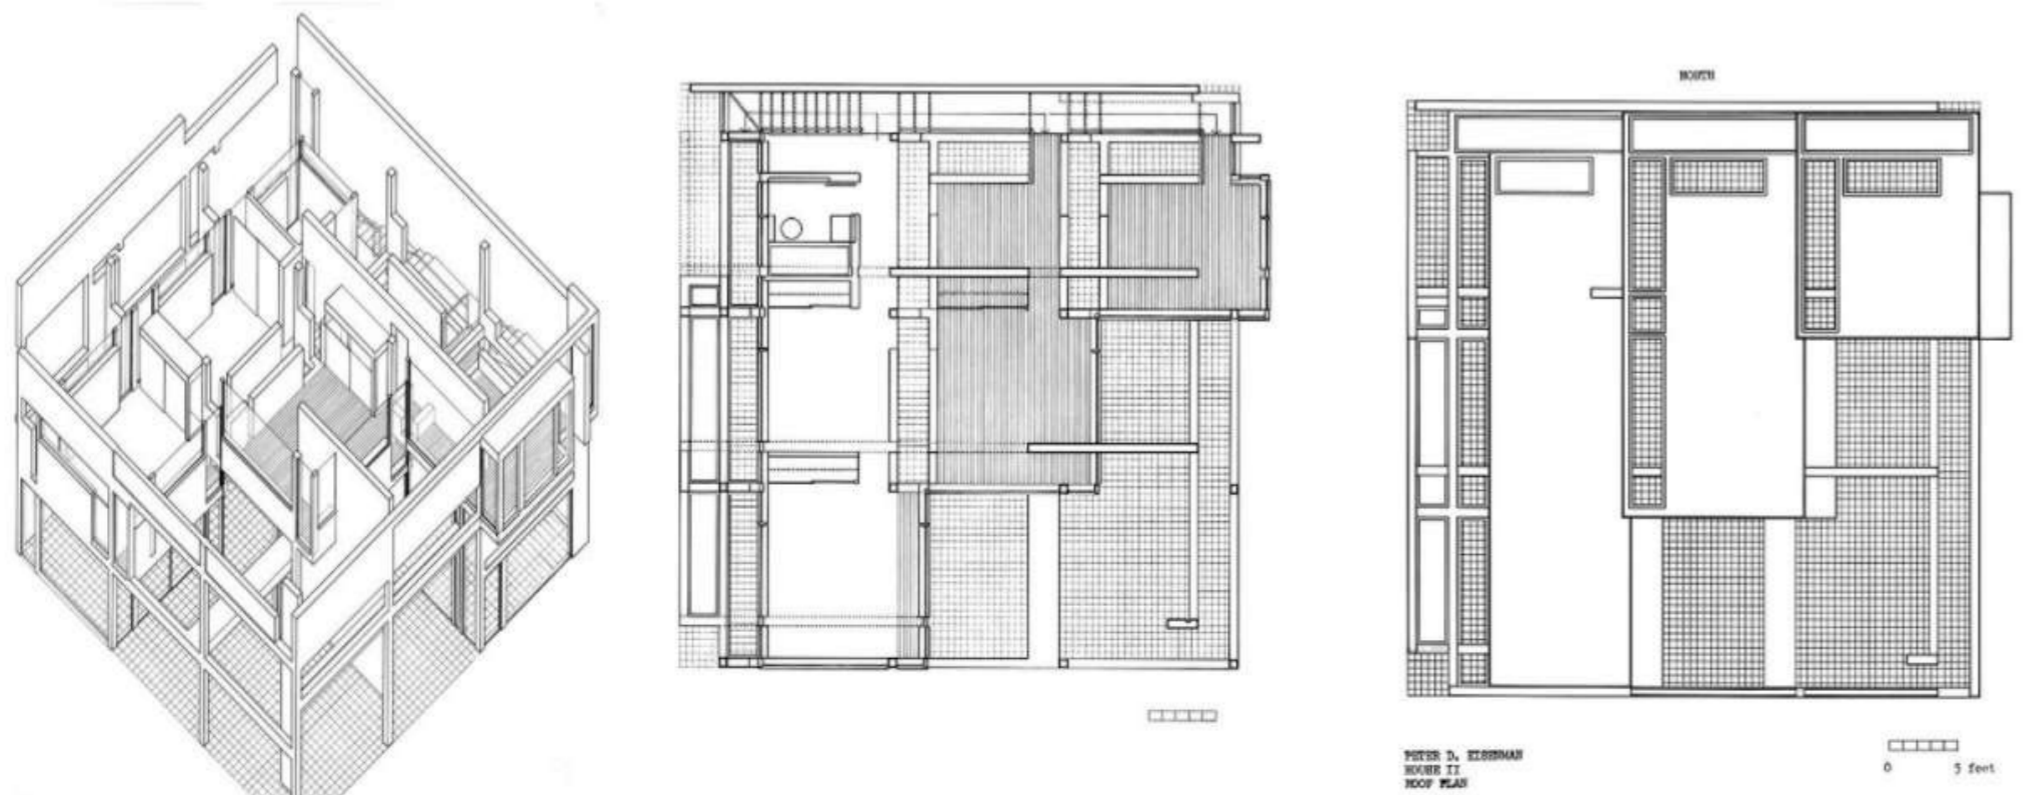 NORTH
PETER D. EISENMAN
HOUSE II
ROOF PLAN
0 5 feet